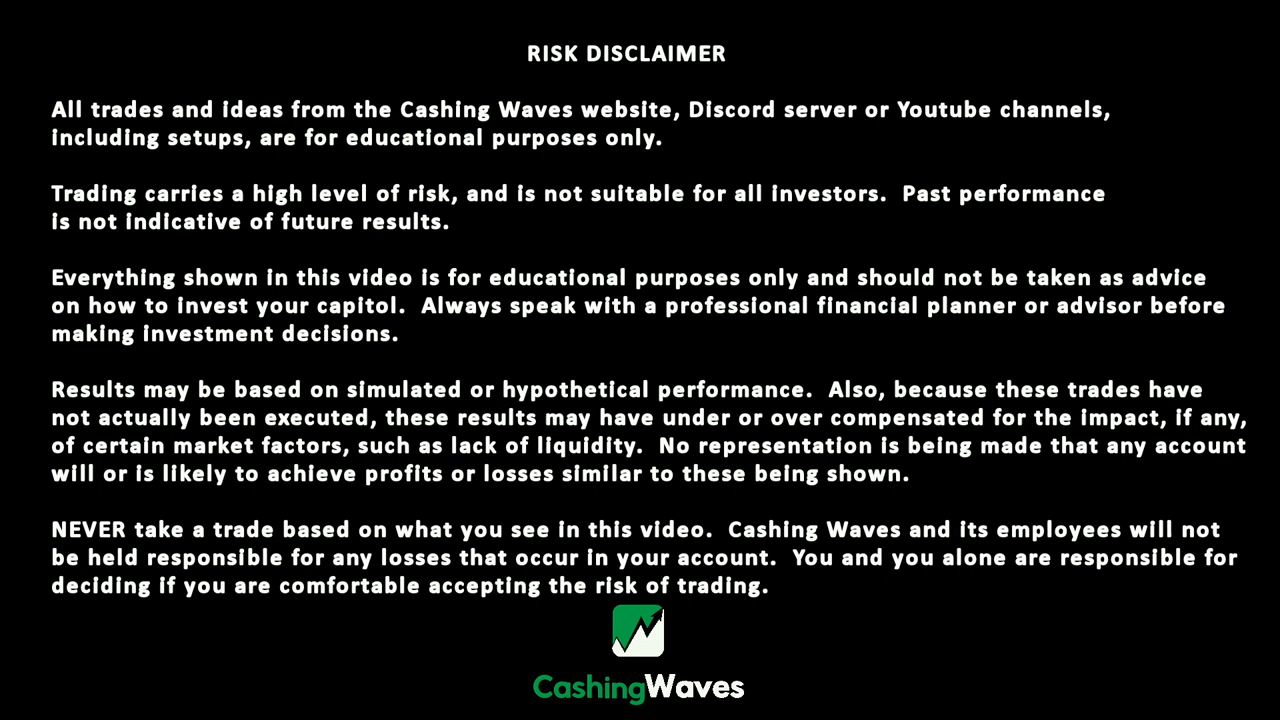 RISK DISCLAIMER
All trades and ideas from the Cashing Waves website, Discord server or Youtube channels,
including setups, are for educational purposes only.
Trading carries a high level of risk, and is not suitable for all investors.  Past performance
is not indicative of future results.
Everything shown in this video is for educational purposes only and should not be taken as advice
on how to invest your capitol.  Always speak with a professional financial planner or advisor before
making investment decisions.
Results may be based on simulated or hypothetical performance.  Also, because these trades have
not actually been executed, these results may have under or over compensated for the impact, if any,
of certain market factors, such as lack of liquidity.  No representation is being made that any account
will or is likely to achieve profits or losses similar to these being shown.
NEVER take a trade based on what you see in this video.  Cashing Waves and its employees will not
be held responsible for any losses that occur in your account.  You and you alone are responsible for
deciding if you are comfortable accepting the risk of trading.
CashingWaves